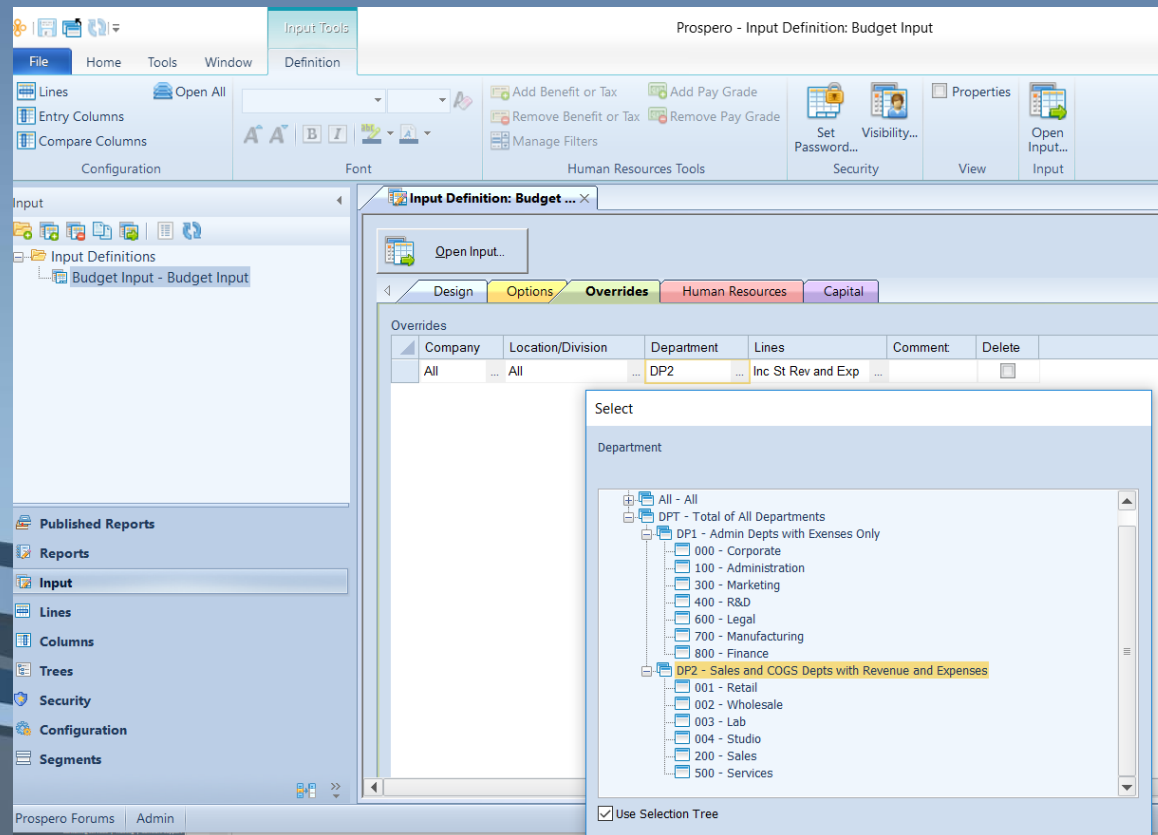 Input Tools
Prospero - Input Definition: Budget Input
File Home Tools Window Definition
Lines
Open All
Entry Columns
Compare Columns
Configuration
A A B I ab A
Font
Add Benefit or Tax
Add Pay Grade
Remove Benefit or Tax
Remove Pay Grade
Manage Filters
Human Resources Tools
Set
Password...
Visibility...
Security
Properties
View
Open
Input...
Input
Input
Input Definitions
Budget Input - Budget Input
Published Reports
Reports
Input
Lines
Columns
Trees
Security
Configuration
Segments
Prospero Forums Admin
Input Definition: Budget ... ×
Open Input...
Design Options Overrides Human Resources Capital
Overrides
Company Location/Division Department Lines Comment Delete
All ... All ... DP2 ... Inc St Rev and Exp ...
Select
Department
All - All
DPT - Total of All Departments
DP1 - Admin Depts with Exenses Only
000 - Corporate
100 - Administration
300 - Marketing
400 - R&D
600 - Legal
700 - Manufacturing
800 - Finance
DP2 - Sales and COGS Depts with Revenue and Expenses
001 - Retail
002 - Wholesale
003 - Lab
004 - Studio
200 - Sales
500 - Services
Use Selection Tree